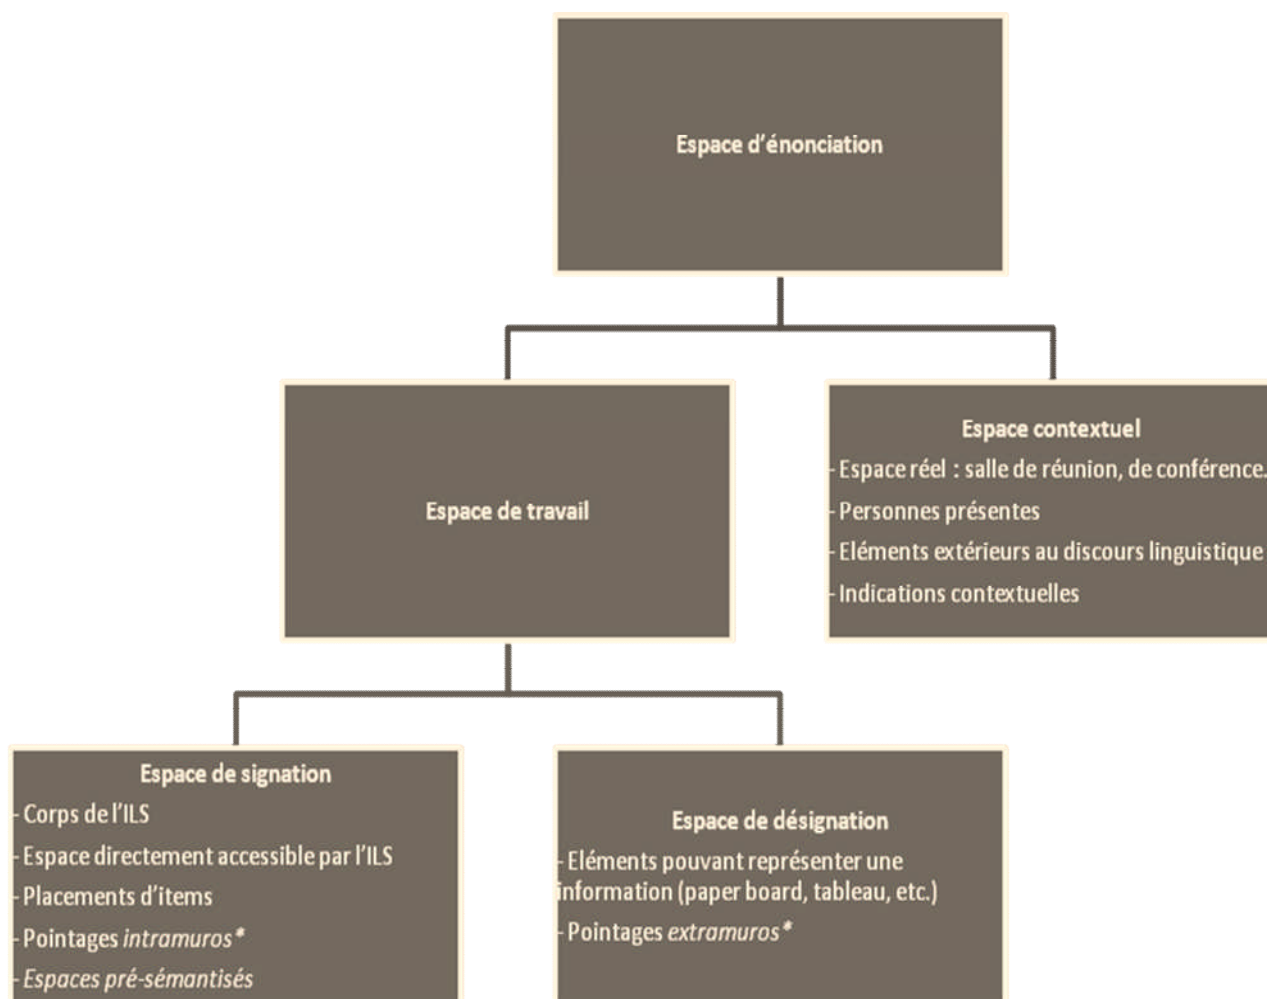 Espace d'énonciation
Espace de travail
Espace contextuel
- Espace réel : salle de réunion, de conférence.
- Personnes présentes
- Eléments extérieurs au discours linguistique
- Indications contextuelles
Espace de signation
- Corps de l'ILS
- Espace directement accessible par l'ILS
- Placements d'items
- Pointages intramuros*
- Espaces pré-sémantisés
Espace de désignation
- Eléments pouvant représenter une
information (paper board, tableau, etc.)
- Pointages extramuros*